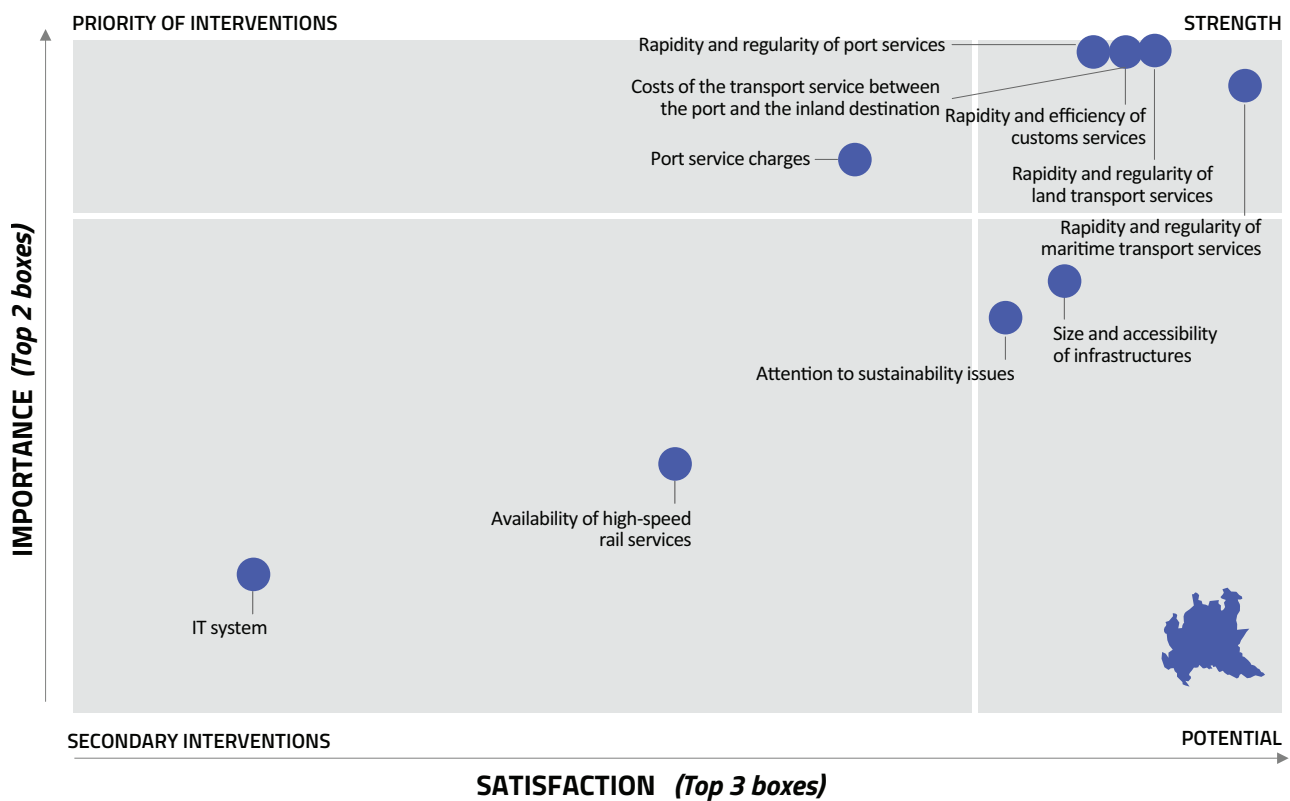 PRIORITY OF INTERVENTIONS
STRENGTH
Rapidity and regularity of port services
Costs of the transport service between
the port and the inland destination
Rapidity and efficiency of
customs services
Port service charges
Rapidity and regularity of
land transport services
Rapidity and regularity of
maritime transport services
Size and accessibility
of infrastructures
Attention to sustainability issues
Availability of high-speed
rail services
IT system
IMPORTANCE (Top 2 boxes)
SECONDARY INTERVENTIONS
POTENTIAL
SATISFACTION (Top 3 boxes)